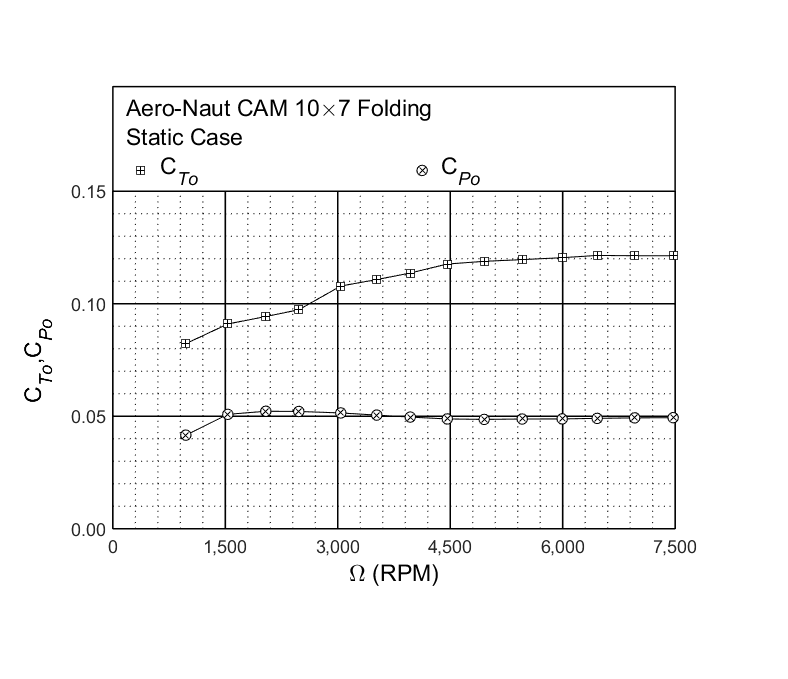 Aero-Naut CAM 10×7 Folding
Static Case
C_To C_Po
0.15
0.10
0.05
0.00
C_To, C_Po
0 1,500 3,000 4,500 6,000 7,500
Ω (RPM)